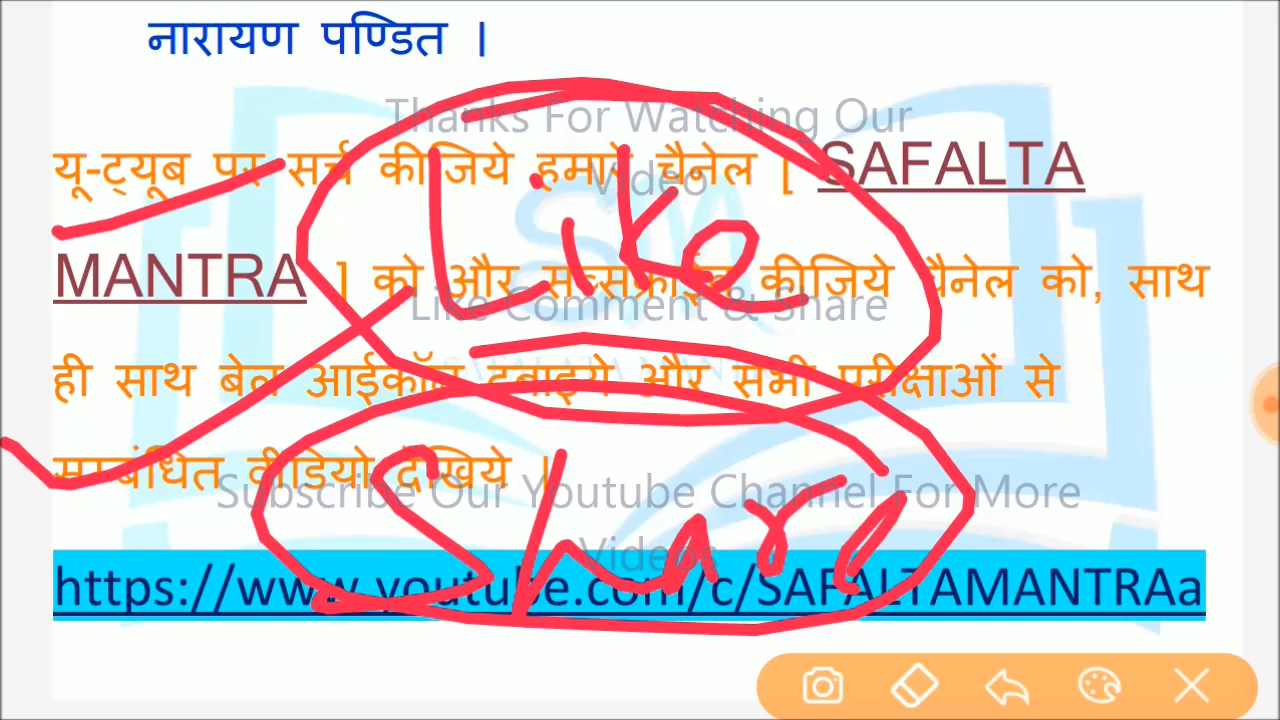 नारायण पण्डित ।
Thanks For Watching Our
यू-ट्यूब पर सर्च कीजिये हमारे चैनेल [ SAFALTA
Video
Like
MANTRA ] को और सब्सक्राइब कीजिये चैनेल को, साथ
Like Comment & Share
SAFALATA MANTRA
ही साथ बेल आईकॉन दबाइये और सभी परीक्षाओं से
सम्बंधित वीडियो देखिये ।
Subscribe Our Youtube Channel For More
Share
Videos
https://www.youtube.com/c/SAFALTAMANTRAa